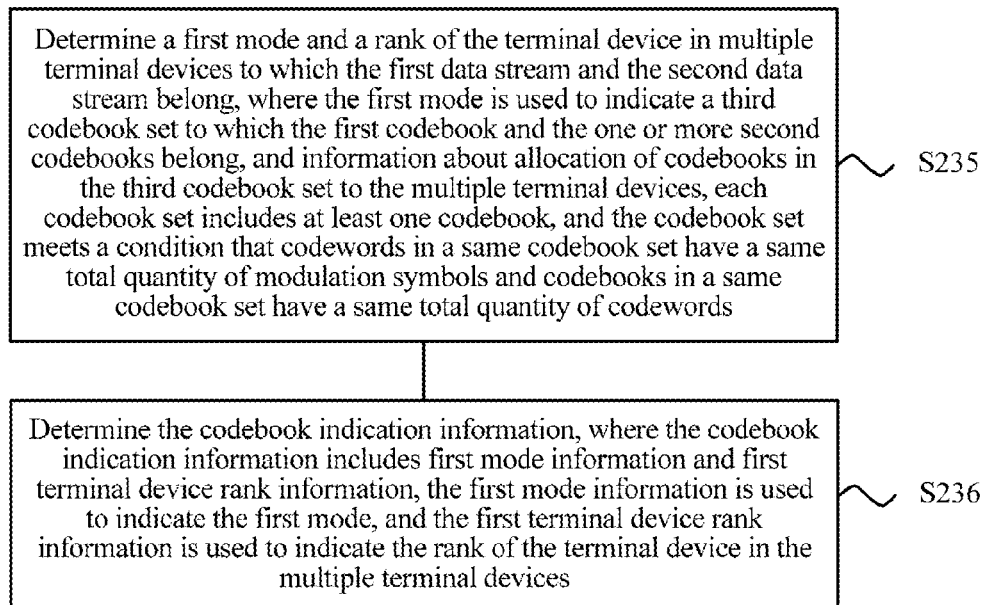 Determine a first mode and a rank of the terminal device in multiple
terminal devices to which the first data stream and the second data
stream belong, where the first mode is used to indicate a third
codebook set to which the first codebook and the one or more second
codebooks belong, and information about allocation of codebooks in
the third codebook set to the multiple terminal devices, each
codebook set includes at least one codebook, and the codebook set
meets a condition that codewords in a same codebook set have a same
total quantity of modulation symbols and codebooks in a same
codebook set have a same total quantity of codewords
S235
Determine the codebook indication information, where the codebook
indication information includes first mode information and first
terminal device rank information, the first mode information is used
to indicate the first mode, and the first terminal device rank
information is used to indicate the rank of the terminal device in the
multiple terminal devices
S236